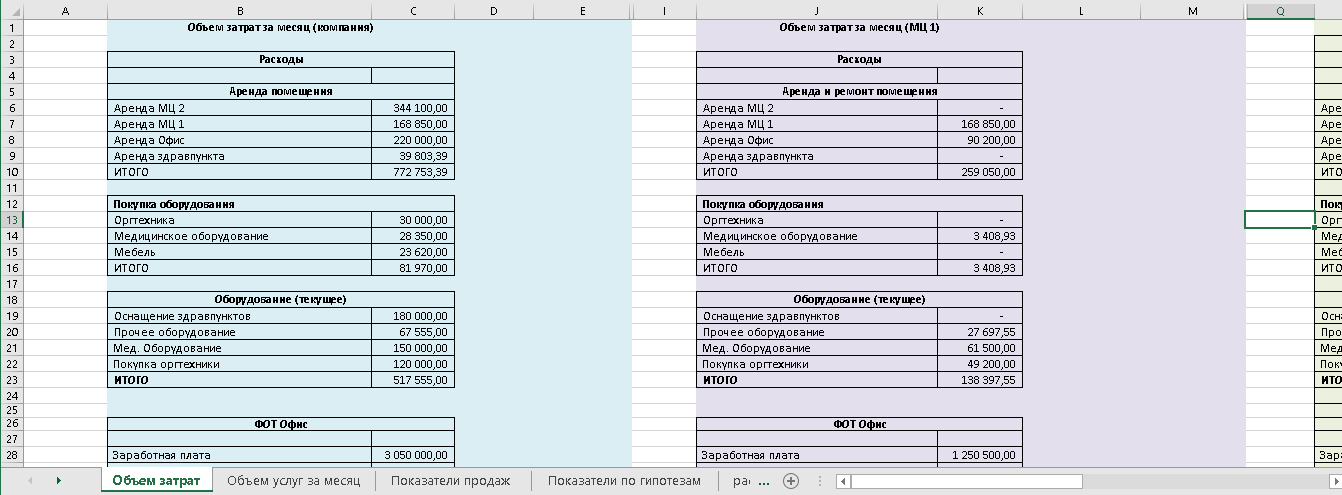 A B C D E I J K L M Q
1 Объем затрат за месяц (компания) Объем затрат за месяц (МЦ 1)
2
3 Расходы Расходы
4
5 Аренда помещения Аренда и ремонт помещения
6 Аренда МЦ 2 344 100,00 Аренда МЦ 2 - Аре
7 Аренда МЦ 1 168 850,00 Аренда МЦ 1 168 850,00 Аре
8 Аренда Офис 220 000,00 Аренда Офис 90 200,00 Аре
9 Аренда здравпункта 39 803,39 Аренда здравпункта - Аре
10 ИТОГО 772 753,39 ИТОГО 259 050,00 ИТО
11
12 Покупка оборудования Покупка оборудования Поку
13 Оргтехника 30 000,00 Оргтехника - Орг
14 Медицинское оборудование 28 350,00 Медицинское оборудование 3 408,93 Мед
15 Мебель 23 620,00 Мебель - Меб
16 ИТОГО 81 970,00 ИТОГО 3 408,93 ИТО
17
18 Оборудование (текущее) Оборудование (текущее)
19 Оснащение здравпунктов 180 000,00 Оснащение здравпунктов - Осн
20 Прочее оборудование 67 555,00 Прочее оборудование 27 697,55 Про
21 Мед. Оборудование 150 000,00 Мед. Оборудование 61 500,00 Мед
22 Покупка оргтехники 120 000,00 Покупка оргтехники 49 200,00 Пок
23 ИТОГО 517 555,00 ИТОГО 138 397,55 ИТО
24
25
26 ФОТ Офис ФОТ Офис
27
28 Заработная плата 3 050 000,00 Заработная плата 1 250 500,00 Зар
Объем затрат Объем услуг за месяц Показатели продаж Показатели по гипотезам ра ...